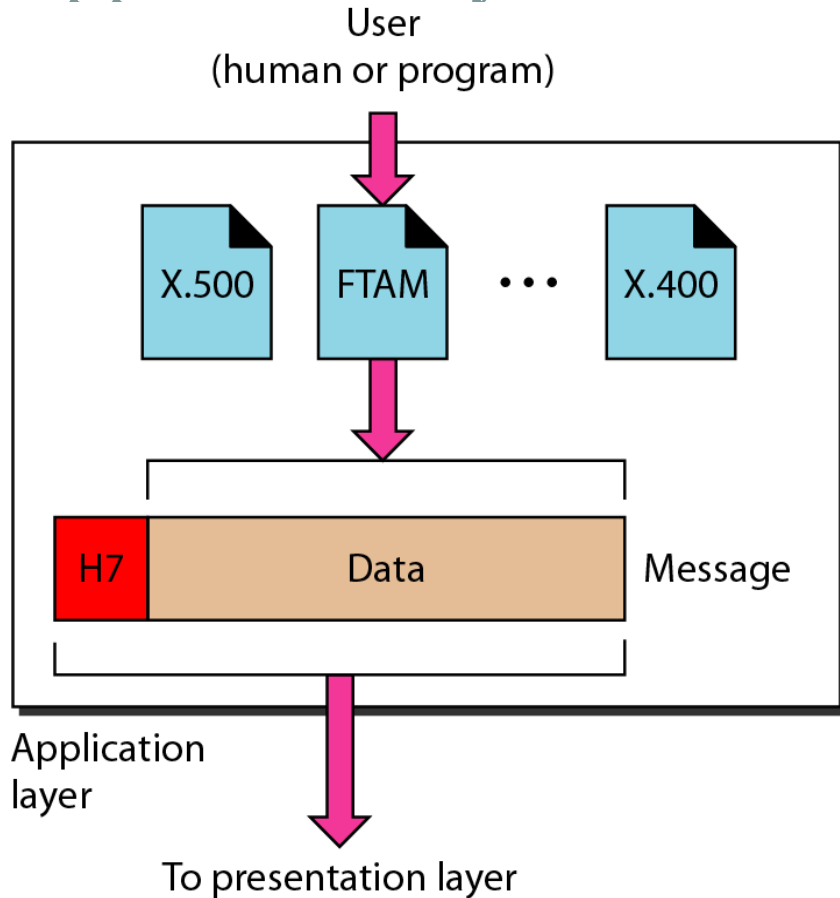 User
(human or program)
X.500 FTAM ... X.400
H7 Data Message
Application
layer
To presentation layer